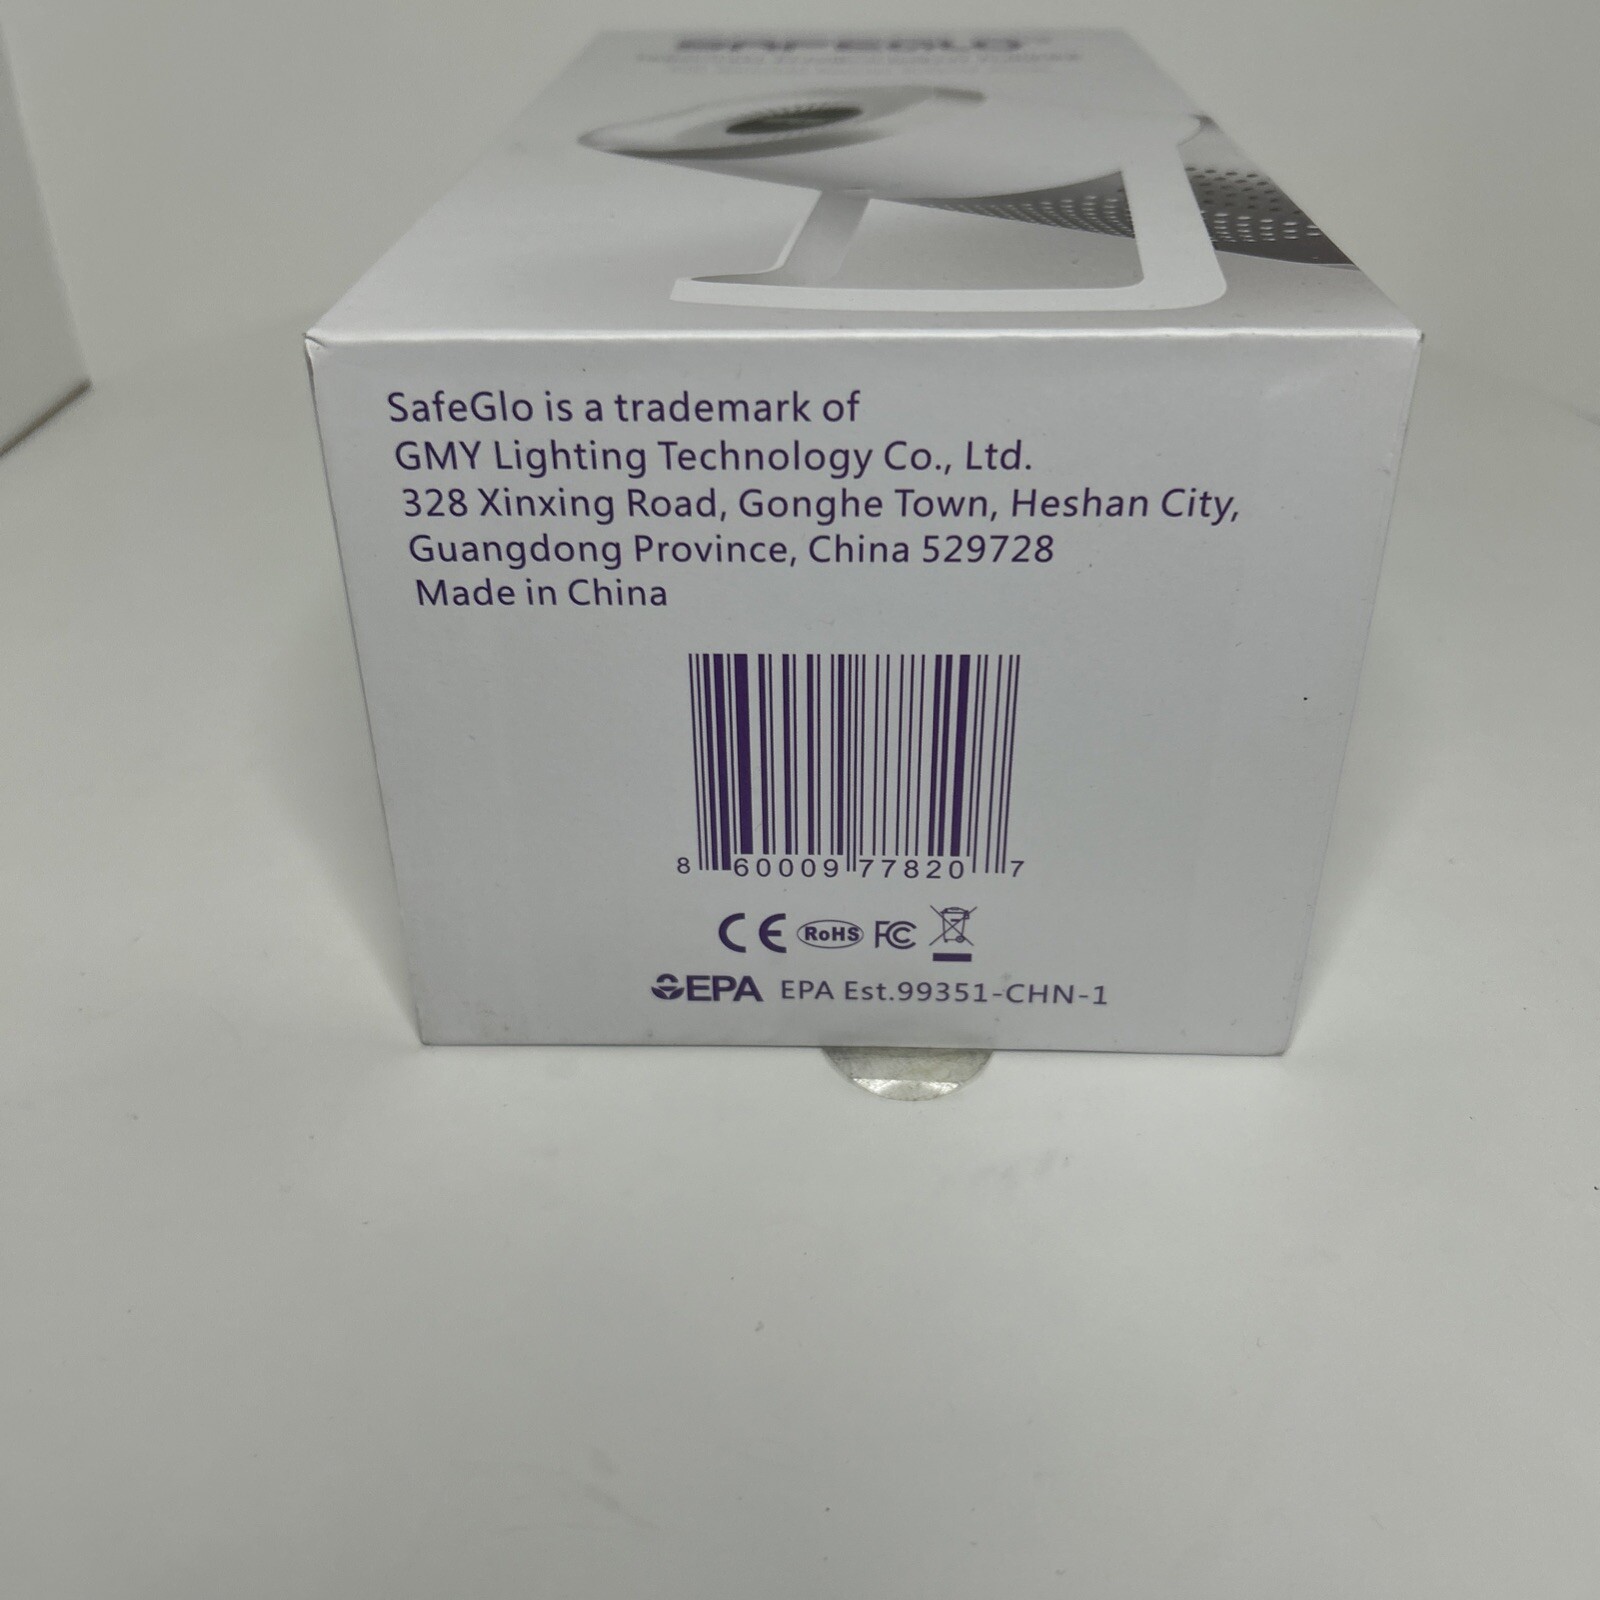 SAFEGLO
SafeGlo is a trademark of
GMY Lighting Technology Co., Ltd.
328 Xinxing Road, Gonghe Town, Heshan City,
Guangdong Province, China 529728
Made in China
8 60009 77820 7
CE RoHS FC
EPA EPA Est.99351-CHN-1